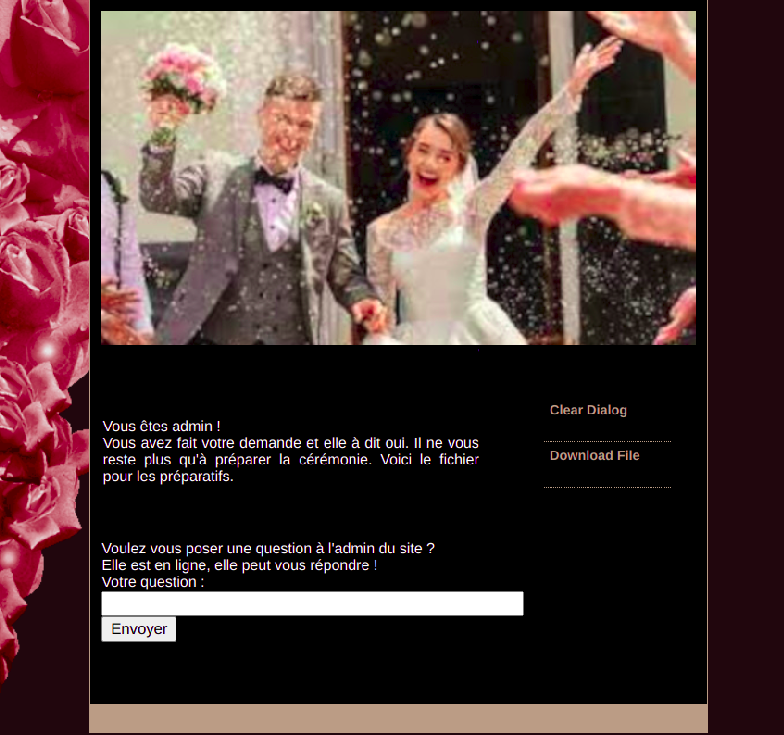 Clear Dialog
Vous êtes admin !
Vous avez fait votre demande et elle à dit oui. Il ne vous
reste plus qu'à préparer la cérémonie. Voici le fichier
pour les préparatifs.
Download File
Voulez vous poser une question à l'admin du site ?
Elle est en ligne, elle peut vous répondre !
Votre question :
Envoyer